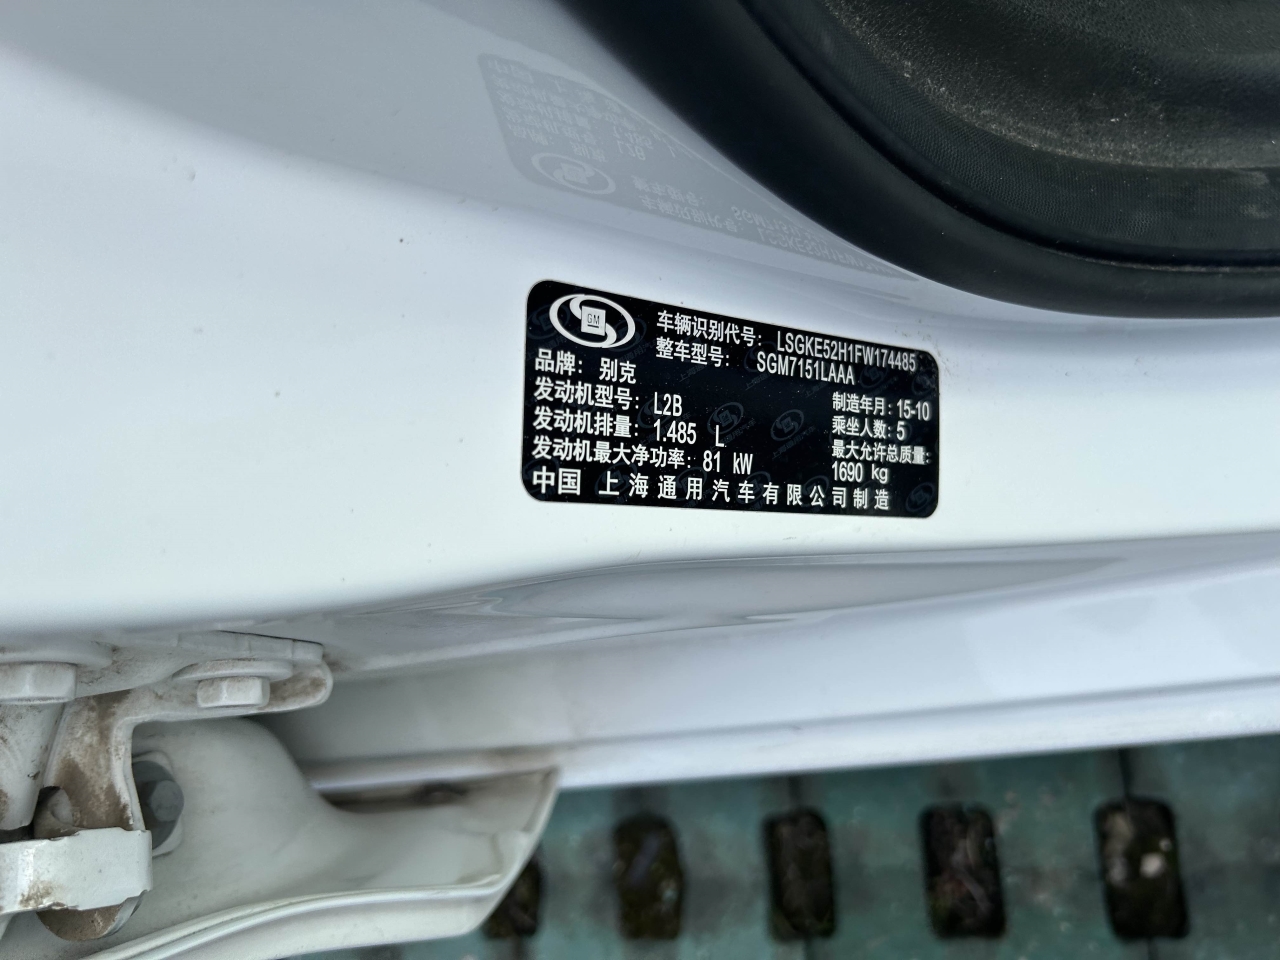 GM
车辆识别代号: LSGKE52H1FW174485
整车型号: SGM7151LAAA
品牌: 别克
发动机型号: L2B
制造年月: 15-10
发动机排量: 1.485 L
乘坐人数: 5
发动机最大净功率: 81 kW
最大允许总质量:
1690 kg
中国 上海通用汽车有限公司制造